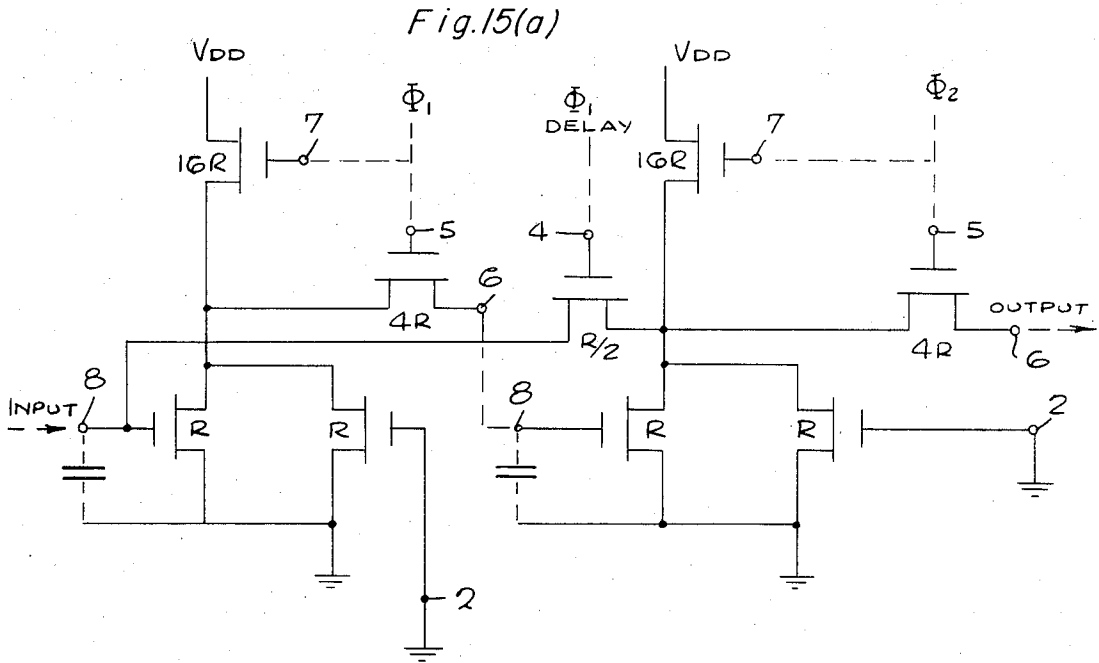 Fig.15(a)
VDD
Φ1
Φ1
DELAY
VDD
Φ2
7
16R
7
16R
5
4
5
6
4R
R/2
4R
OUTPUT
6
8
INPUT
R
R
8
R
R
2
2